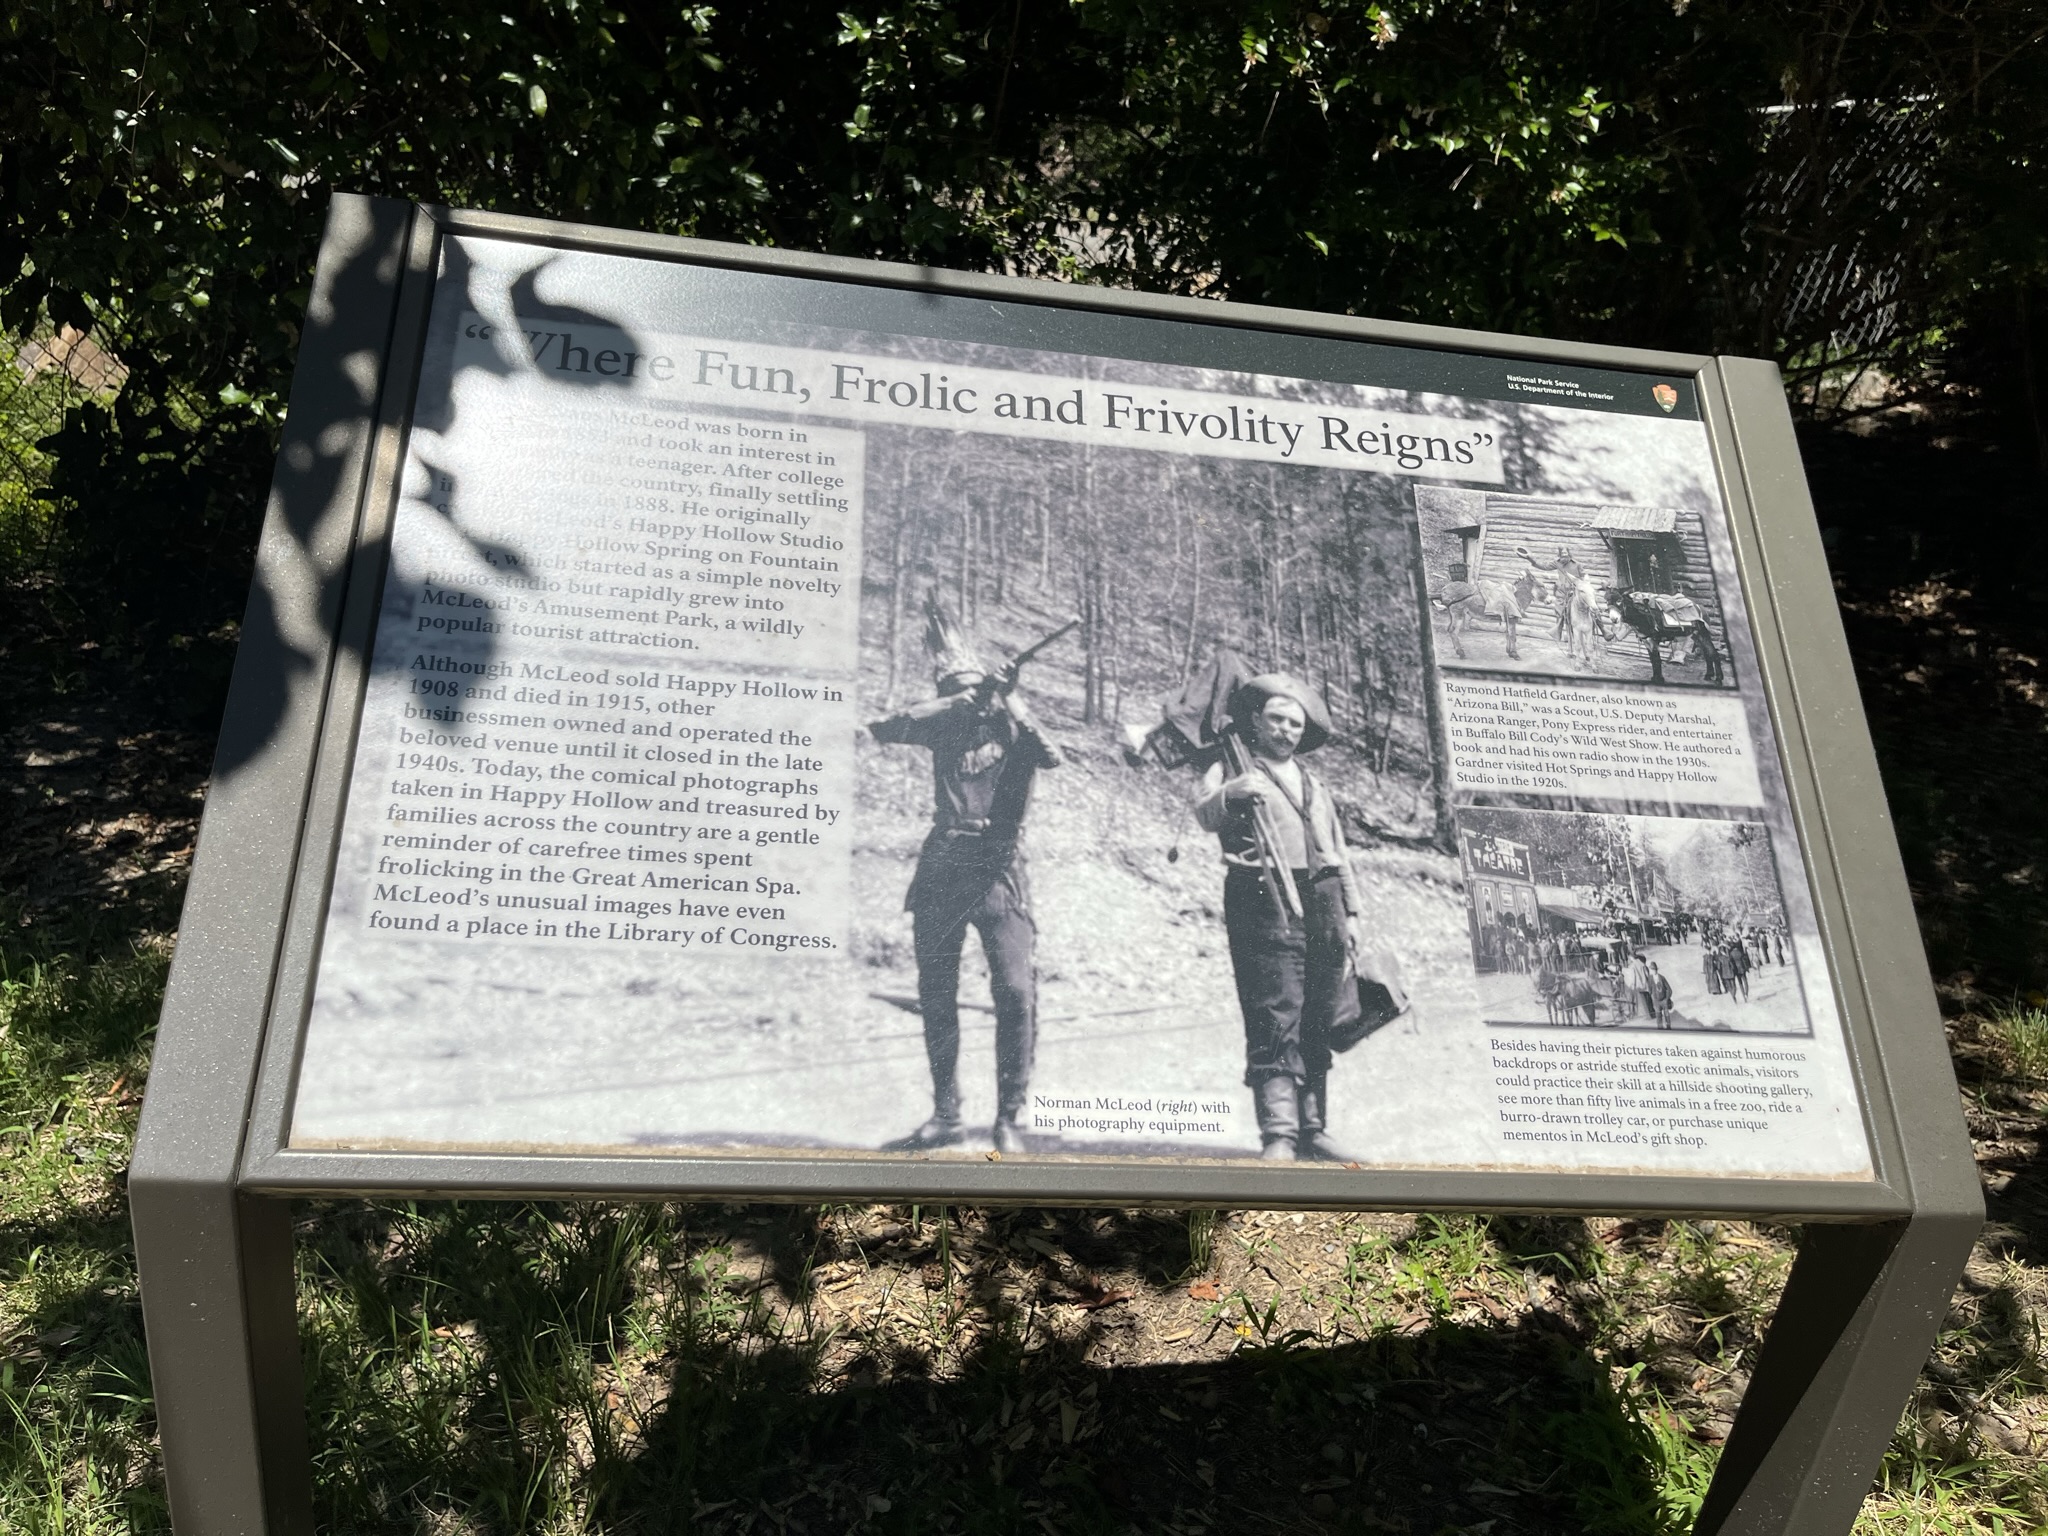 "Where Fun, Frolic and Frivolity Reigns"
National Park Service
U.S. Department of the Interior
McLeod was born in
and took an interest in
a teenager. After college
the country, finally settling
in 1888. He originally
McLeod's Happy Hollow Studio
Hollow Spring on Fountain
Street, which started as a simple novelty
photo studio but rapidly grew into
McLeod's Amusement Park, a wildly
popular tourist attraction.
Although McLeod sold Happy Hollow in
1908 and died in 1915, other
businessmen owned and operated the
beloved venue until it closed in the late
1940s. Today, the comical photographs
taken in Happy Hollow and treasured by
families across the country are a gentle
reminder of carefree times spent
frolicking in the Great American Spa.
McLeod's unusual images have even
found a place in the Library of Congress.
Norman McLeod (right) with
his photography equipment.
Raymond Hatfield Gardner, also known as
"Arizona Bill," was a Scout, U.S. Deputy Marshal,
Arizona Ranger, Pony Express rider, and entertainer
in Buffalo Bill Cody's Wild West Show. He authored a
book and had his own radio show in the 1930s.
Gardner visited Hot Springs and Happy Hollow
Studio in the 1920s.
THEATRE
Besides having their pictures taken against humorous
backdrops or astride stuffed exotic animals, visitors
could practice their skill at a hillside shooting gallery,
see more than fifty live animals in a free zoo, ride a
burro-drawn trolley car, or purchase unique
mementos in McLeod's gift shop.